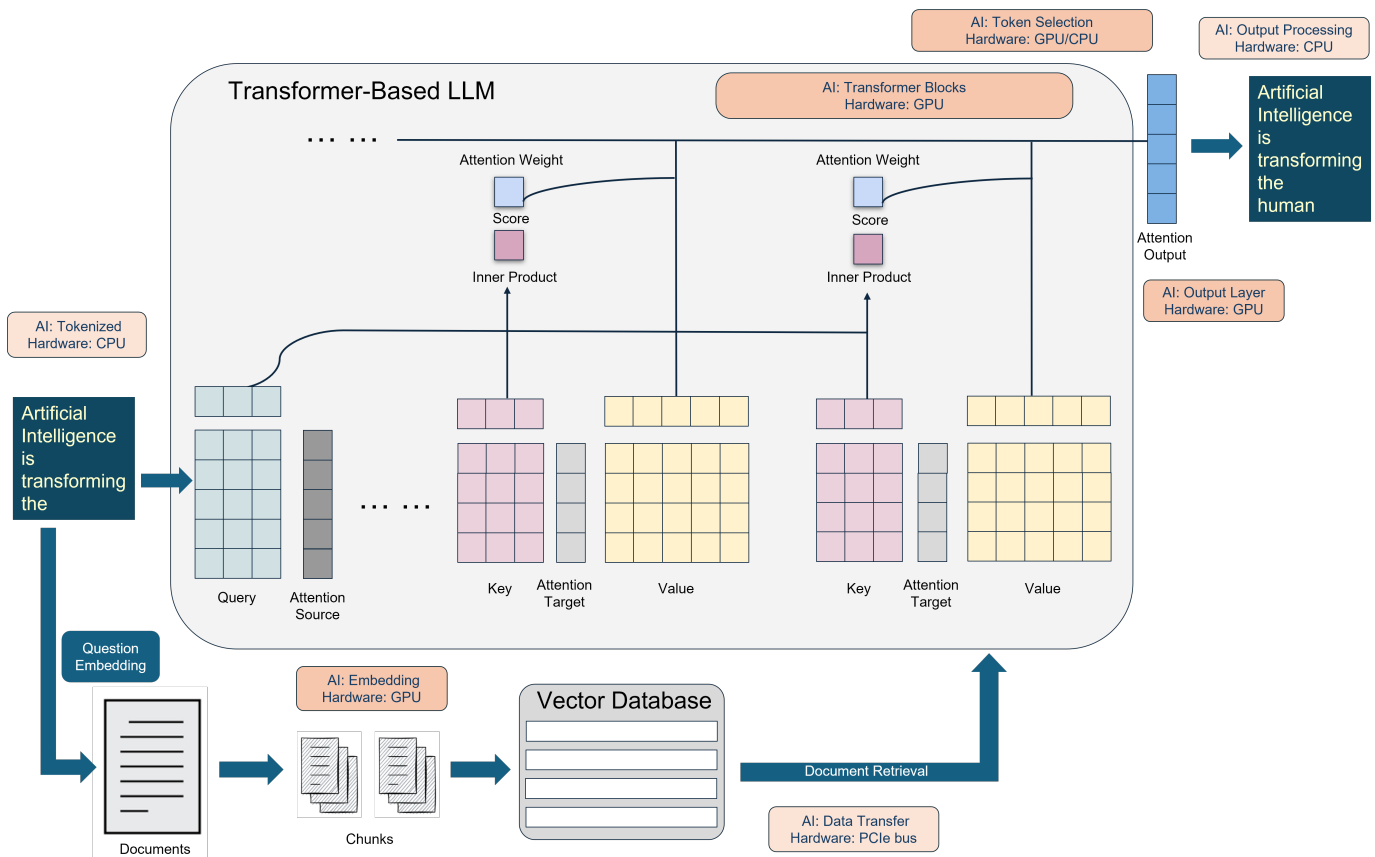 AI: Token Selection
Hardware: GPU/CPU
AI: Output Processing
Hardware: CPU
Transformer-Based LLM
AI: Transformer Blocks
Hardware: GPU
Artificial
Intelligence
is
transforming
the
human
... ...
Attention Weight
Score
Inner Product
Attention Weight
Score
Inner Product
Attention
Output
AI: Output Layer
Hardware: GPU
AI: Tokenized
Hardware: CPU
Artificial
Intelligence
is
transforming
the
... ...
Query
Attention
Source
Key
Attention
Target
Value
Key
Attention
Target
Value
Question
Embedding
AI: Embedding
Hardware: GPU
Vector Database
Document Retrieval
Documents
Chunks
AI: Data Transfer
Hardware: PCIe bus